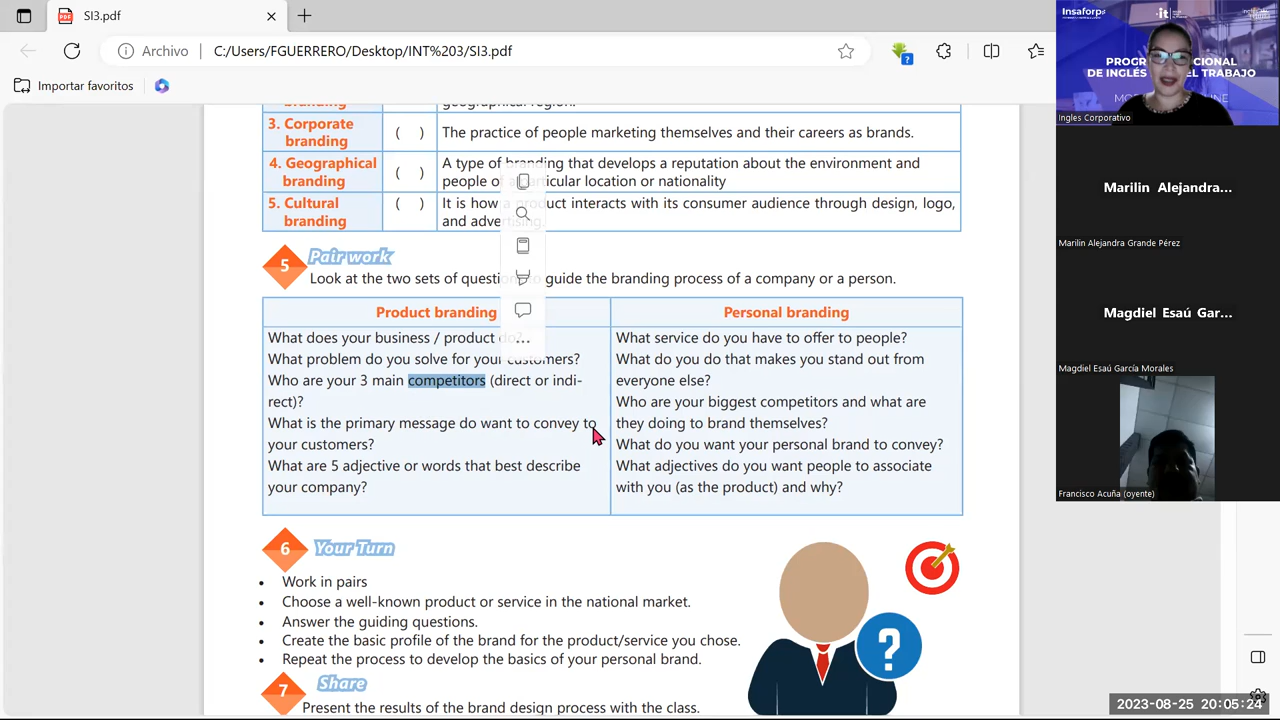 SI3.pdf
Archivo
C:/Users/FGUERRERO/Desktop/INT%203/SI3.pdf
Importar favoritos
3. Corporate branding
( )
The practice of people marketing themselves and their careers as brands.
4. Geographical branding
( )
A type of branding that develops a reputation about the environment and
people of a particular location or nationality
5. Cultural branding
( )
It is how a product interacts with its consumer audience through design, logo,
and advertising.
5 Pair work
Look at the two sets of questions to guide the branding process of a company or a person.
Product branding
What does your business / product do?
What problem do you solve for your customers?
Who are your 3 main competitors (direct or indi-
rect)?
What is the primary message do want to convey to
your customers?
What are 5 adjective or words that best describe
your company?
Personal branding
What service do you have to offer to people?
What do you do that makes you stand out from
everyone else?
Who are your biggest competitors and what are
they doing to brand themselves?
What do you want your personal brand to convey?
What adjectives do you want people to associate
with you (as the product) and why?
6 Your Turn
• Work in pairs
• Choose a well-known product or service in the national market.
• Answer the guiding questions.
• Create the basic profile of the brand for the product/service you chose.
• Repeat the process to develop the basics of your personal brand.
?
7 Share
Present the results of the brand design process with the class.
Insaforp
Ingles Corporativo
Marilin Alejandra...
Marilin Alejandra Grande Pérez
Magdiel Esaú Gar...
Magdiel Esaú García Morales
Francisco Acuña (oyente)
2023-08-25 20:05:24